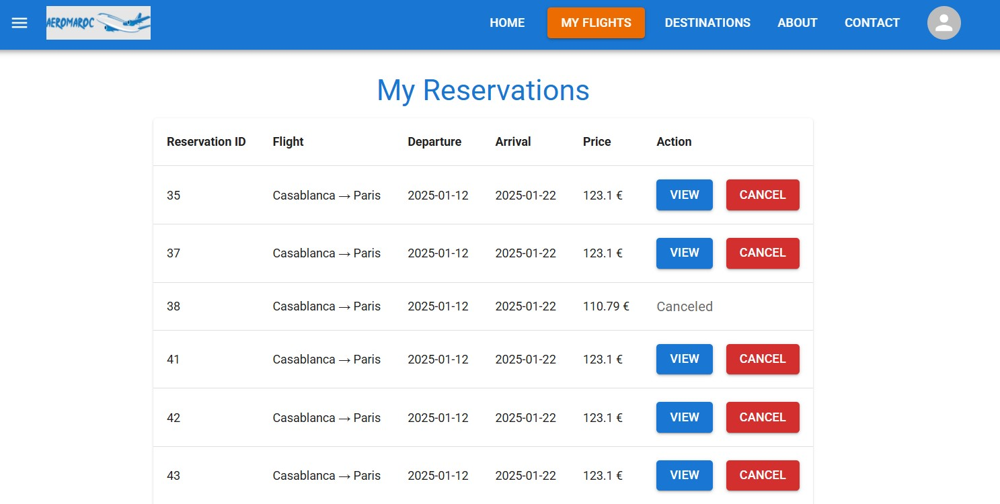 AEROMAROC
HOME MY FLIGHTS DESTINATIONS ABOUT CONTACT
My Reservations
Reservation ID Flight Departure Arrival Price Action
35 Casablanca → Paris 2025-01-12 2025-01-22 123.1 € VIEW CANCEL
37 Casablanca → Paris 2025-01-12 2025-01-22 123.1 € VIEW CANCEL
38 Casablanca → Paris 2025-01-12 2025-01-22 110.79 € Canceled
41 Casablanca → Paris 2025-01-12 2025-01-22 123.1 € VIEW CANCEL
42 Casablanca → Paris 2025-01-12 2025-01-22 123.1 € VIEW CANCEL
43 Casablanca → Paris 2025-01-12 2025-01-22 123.1 € VIEW CANCEL